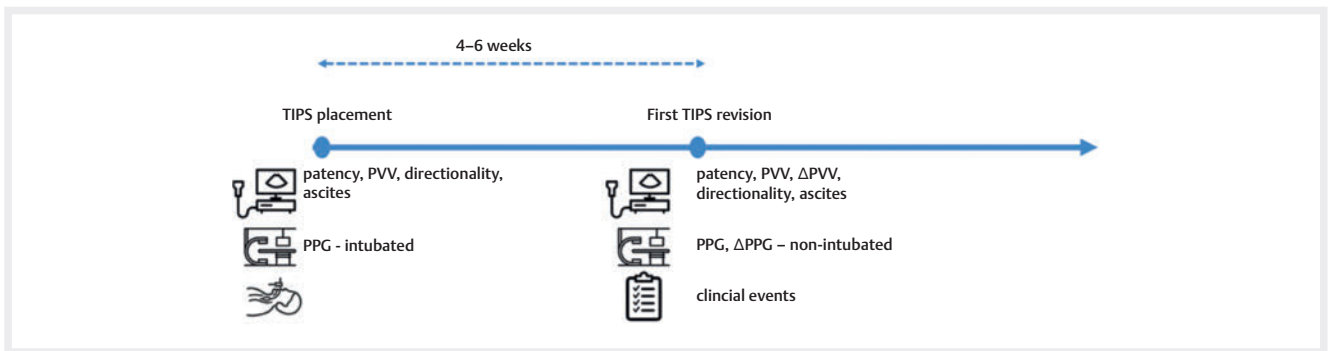 4–6 weeks
TIPS placement
First TIPS revision
patency, PVV, directionality,
ascites
patency, PVV, ΔPVV,
directionality, ascites
PPG - intubated
PPG, ΔPPG – non-intubated
clincial events